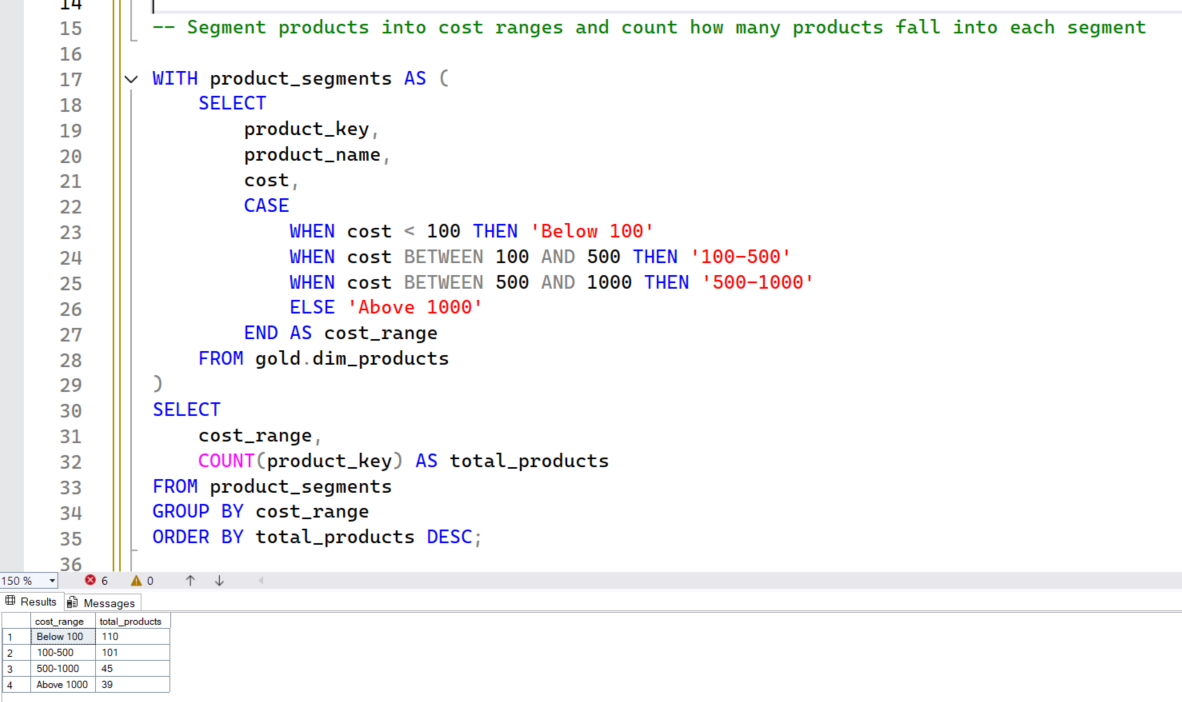 14
15 -- Segment products into cost ranges and count how many products fall into each segment
16
17 WITH product_segments AS (
18 SELECT
19 product_key,
20 product_name,
21 cost,
22 CASE
23 WHEN cost < 100 THEN 'Below 100'
24 WHEN cost BETWEEN 100 AND 500 THEN '100-500'
25 WHEN cost BETWEEN 500 AND 1000 THEN '500-1000'
26 ELSE 'Above 1000'
27 END AS cost_range
28 FROM gold.dim_products
29 )
30 SELECT
31 cost_range,
32 COUNT(product_key) AS total_products
33 FROM product_segments
34 GROUP BY cost_range
35 ORDER BY total_products DESC;
36
150 % 6 0
Results Messages
cost_range total_products
1 Below 100 110
2 100-500 101
3 500-1000 45
4 Above 1000 39